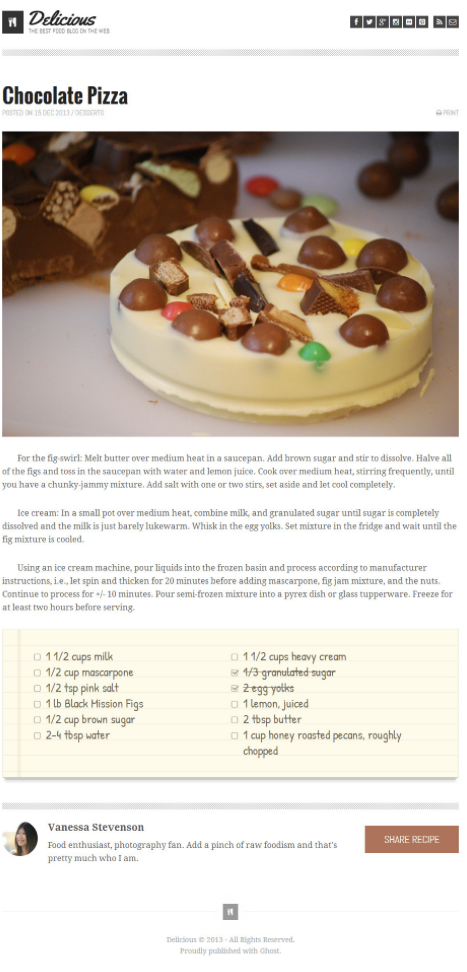 Delicious
THE BEST FOOD BLOG ON THE WEB
Chocolate Pizza
POSTED ON 15 DEC 2013 / DESSERTS
PRINT
For the fig-swirl: Melt butter over medium heat in a saucepan. Add brown sugar and stir to dissolve. Halve all
of the figs and toss in the saucepan with water and lemon juice. Cook over medium heat, stirring frequently, until
you have a chunky-jammy mixture. Add salt with one or two stirs, set aside and let cool completely.
Ice cream: In a small pot over medium heat, combine milk, and granulated sugar until sugar is completely
dissolved and the milk is just barely lukewarm. Whisk in the egg yolks. Set mixture in the fridge and wait until the
fig mixture is cooled.
Using an ice cream machine, pour liquids into the frozen basin and process according to manufacturer
instructions, i.e., let spin and thicken for 20 minutes before adding mascarpone, fig jam mixture, and the nuts.
Continue to process for +/- 10 minutes. Pour semi-frozen mixture into a pyrex dish or glass tupperware. Freeze for
at least two hours before serving.
1 1/2 cups milk
1/2 cup mascarpone
1/2 tsp pink salt
1 lb Black Mission Figs
1/2 cup brown sugar
2-4 tbsp water
1 1/2 cups heavy cream
1/3 granulated sugar
2 egg yolks
1 lemon, juiced
2 tbsp butter
1 cup honey roasted pecans, roughly
chopped
Vanessa Stevenson
Food enthusiast, photography fan. Add a pinch of raw foodism and that's
pretty much who I am.
SHARE RECIPE
Delicious © 2013 - All Rights Reserved.
Proudly published with Ghost.